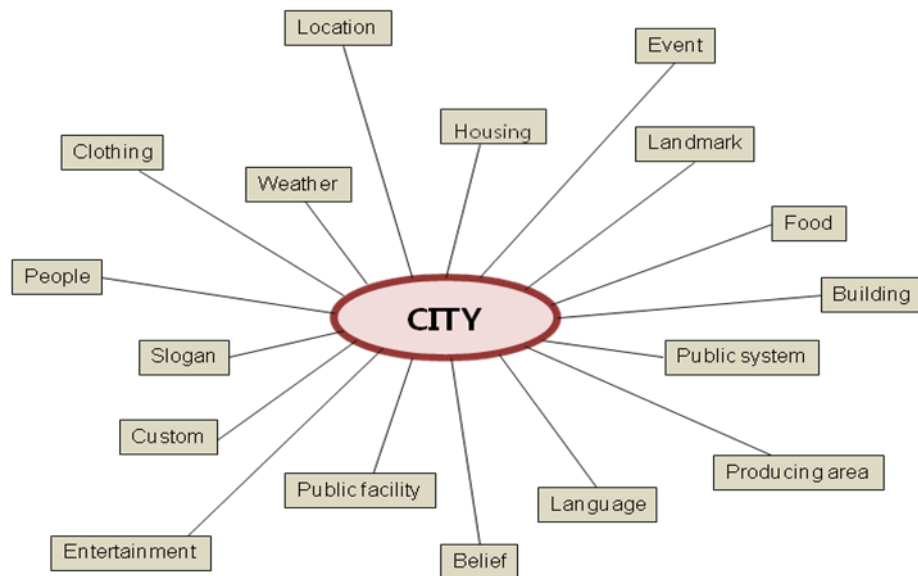 Location
Event
Housing
Landmark
Clothing
Weather
Food
People
Building
CITY
Slogan
Public system
Custom
Producing area
Public facility
Language
Entertainment
Belief